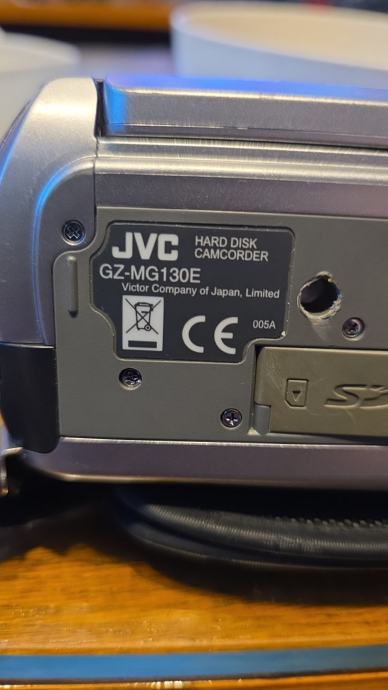 JVC HARD DISK
CAMCORDER
GZ-MG130E
Victor Company of Japan, Limited
CE 005A